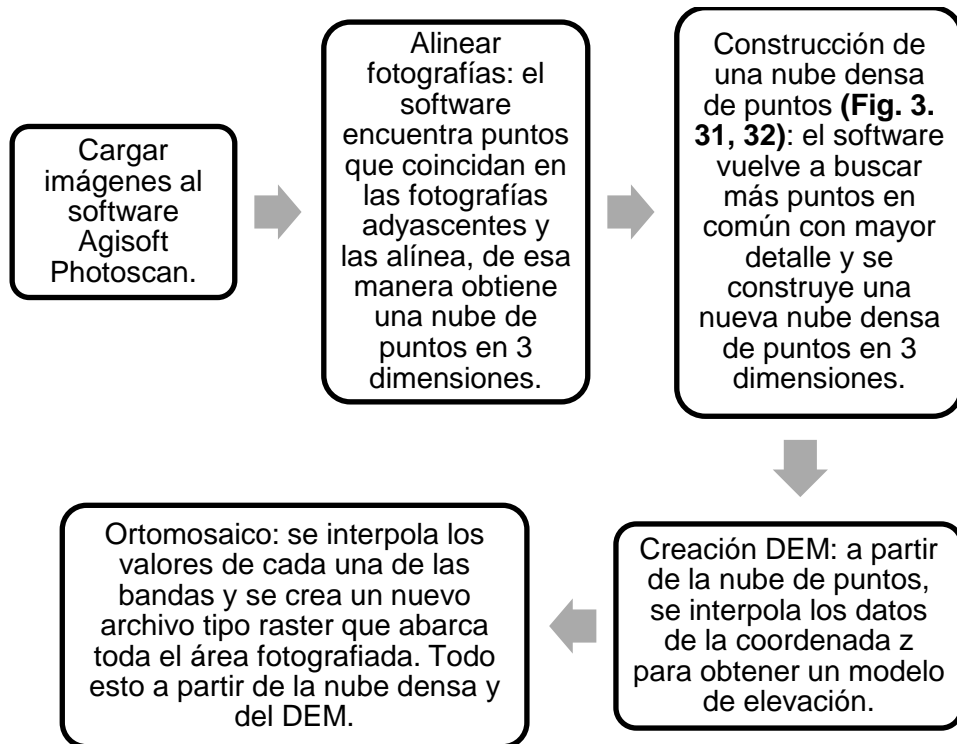 Cargar
imágenes al
software
Agisoft
Photoscan.
Alinear
fotografías: el
software
encuentra puntos
que coincidan en
las fotografías
adyascentes y
las alínea, de esa
manera obtiene
una nube de
puntos en 3
dimensiones.
Construcción de
una nube densa
de puntos (Fig. 3.
31, 32): el software
vuelve a buscar
más puntos en
común con mayor
detalle y se
construye una
nueva nube densa
de puntos en 3
dimensiones.
Creación DEM: a partir
de la nube de puntos,
se interpola los datos
de la coordenada z
para obtener un modelo
de elevación.
Ortomosaico: se interpola los
valores de cada una de las
bandas y se crea un nuevo
archivo tipo raster que abarca
toda el área fotografiada. Todo
esto a partir de la nube densa y
del DEM.